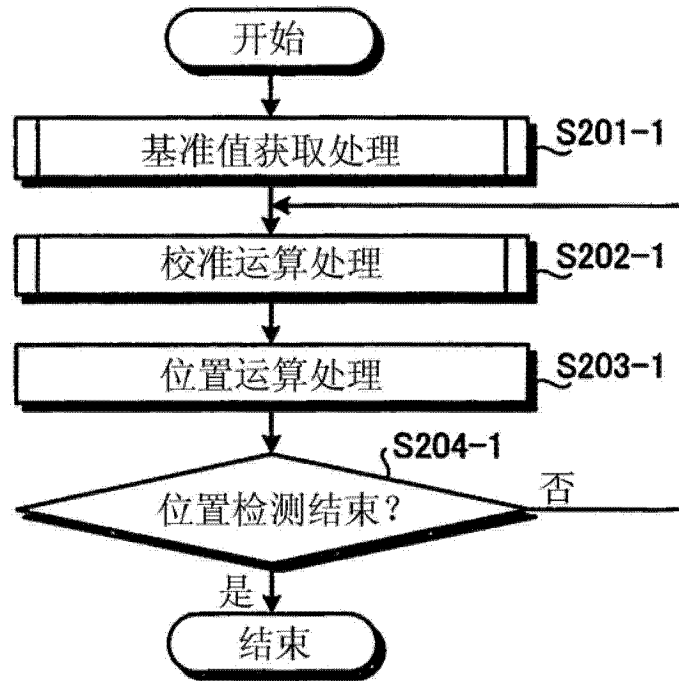 开始
基准值获取处理
S201-1
校准运算处理
S202-1
位置运算处理
S203-1
S204-1
位置检测结束?
否
是
结束